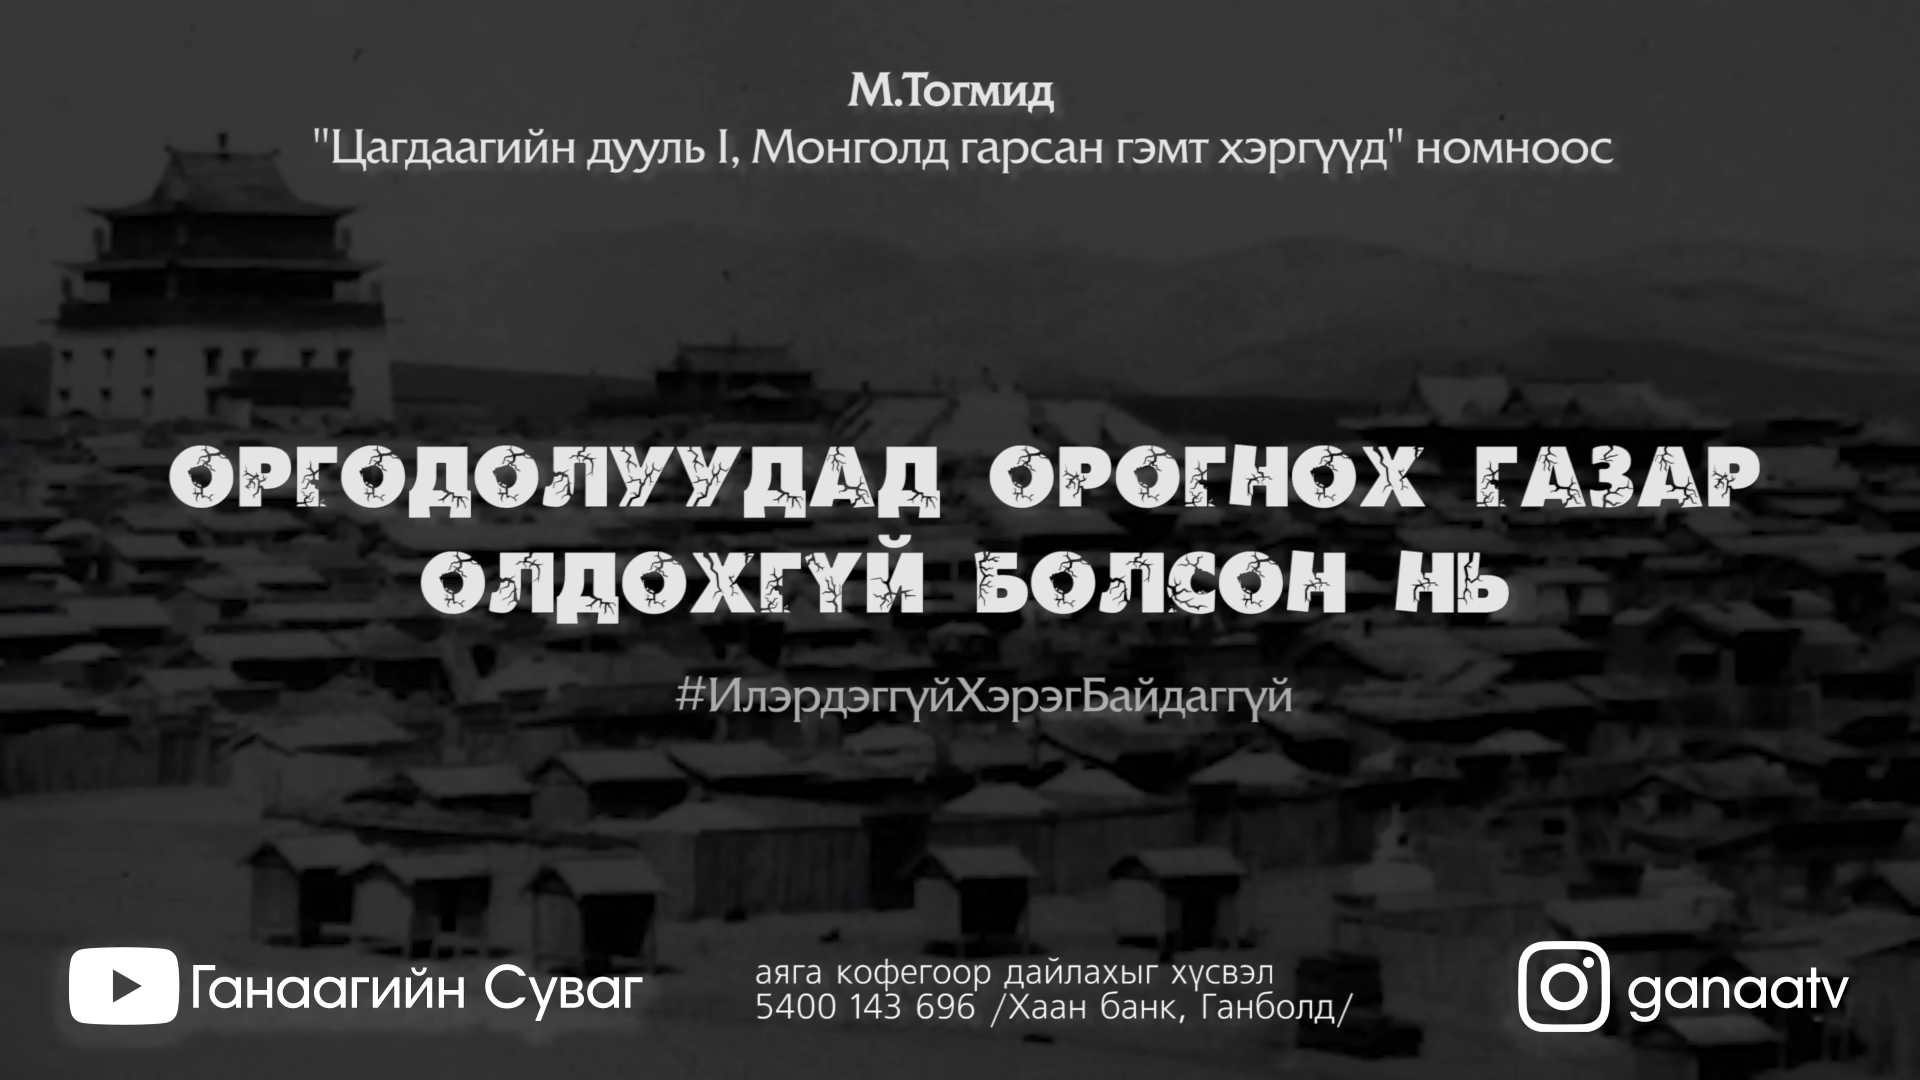 М.Тогмид
"Цагдаагийн дууль I, Монголд гарсан гэмт хэргүүд" номноос
ОРГОДОЛУУДАД ОРОГНОХ ГАЗАР
ОЛДОХГҮЙ БОЛСОН НЬ
#ИлэрдэггүйХэрэгБайдаггүй
Ганаагийн Суваг
аяга кофегоор дайлахыг хүсвэл
5400 143 696 /Хаан банк, Ганболд/
ganaatv